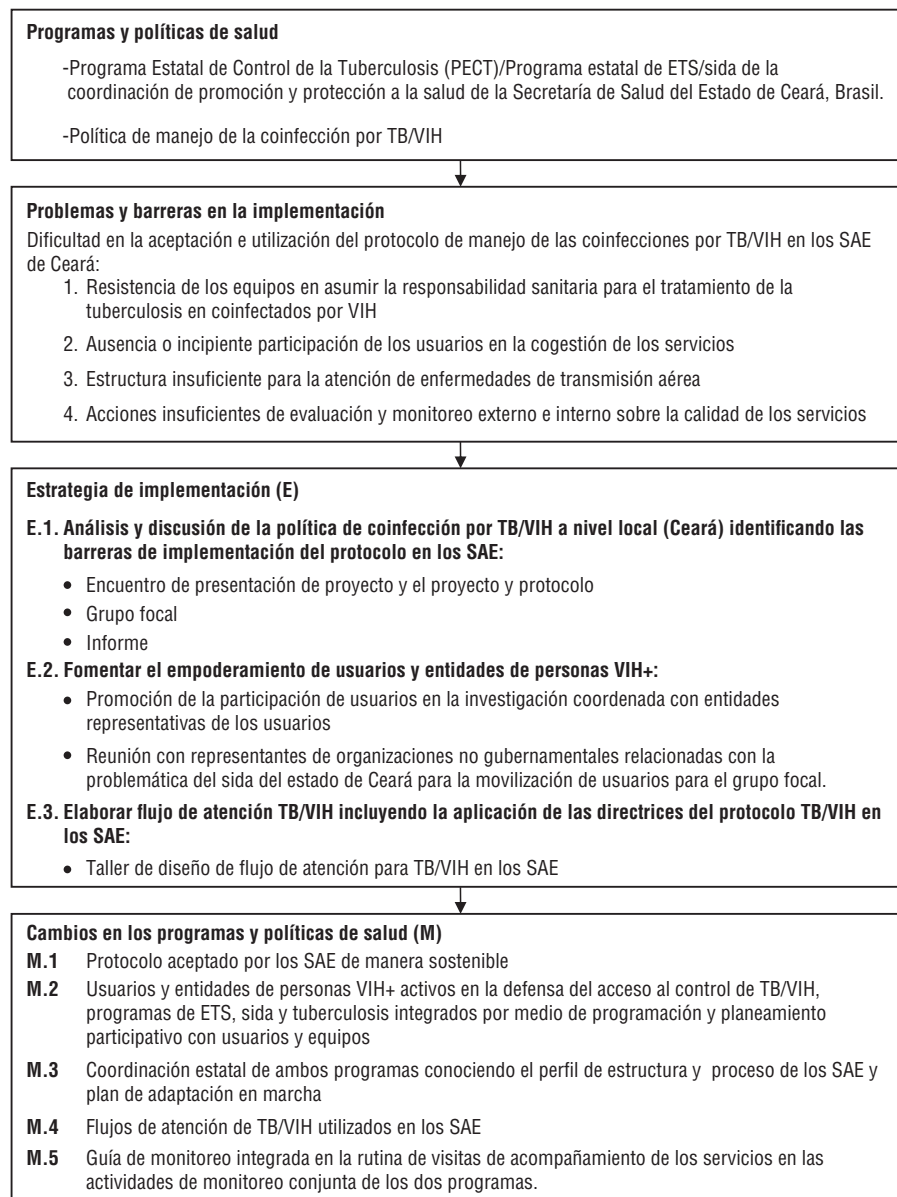 Programas y políticas de salud
-Programa Estatal de Control de la Tuberculosis (PECT)/Programa estatal de ETS/sida de la
coordinación de promoción y protección a la salud de la Secretaría de Salud del Estado de Ceará, Brasil.
-Política de manejo de la coinfección por TB/VIH
Problemas y barreras en la implementación
Dificultad en la aceptación e utilización del protocolo de manejo de las coinfecciones por TB/VIH en los SAE
de Ceará:
1. Resistencia de los equipos en asumir la responsabilidad sanitaria para el tratamiento de la
tuberculosis en coinfectados por VIH
2. Ausencia o incipiente participación de los usuarios en la cogestión de los servicios
3. Estructura insuficiente para la atención de enfermedades de transmisión aérea
4. Acciones insuficientes de evaluación y monitoreo externo e interno sobre la calidad de los servicios
Estrategia de implementación (E)
E.1. Análisis y discusión de la política de coinfección por TB/VIH a nivel local (Ceará) identificando las
barreras de implementación del protocolo en los SAE:
• Encuentro de presentación de proyecto y el proyecto y protocolo
• Grupo focal
• Informe
E.2. Fomentar el empoderamiento de usuarios y entidades de personas VIH+:
• Promoción de la participación de usuarios en la investigación coordenada con entidades
representativas de los usuarios
• Reunión con representantes de organizaciones no gubernamentales relacionadas con la
problemática del sida del estado de Ceará para la movilización de usuarios para el grupo focal.
E.3. Elaborar flujo de atención TB/VIH incluyendo la aplicación de las directrices del protocolo TB/VIH en
los SAE:
• Taller de diseño de flujo de atención para TB/VIH en los SAE
Cambios en los programas y políticas de salud (M)
M.1 Protocolo aceptado por los SAE de manera sostenible
M.2 Usuarios y entidades de personas VIH+ activos en la defensa del acceso al control de TB/VIH,
programas de ETS, sida y tuberculosis integrados por medio de programación y planeamiento
participativo con usuarios y equipos
M.3 Coordinación estatal de ambos programas conociendo el perfil de estructura y proceso de los SAE y
plan de adaptación en marcha
M.4 Flujos de atención de TB/VIH utilizados en los SAE
M.5 Guía de monitoreo integrada en la rutina de visitas de acompañamiento de los servicios en las
actividades de monitoreo conjunta de los dos programas.